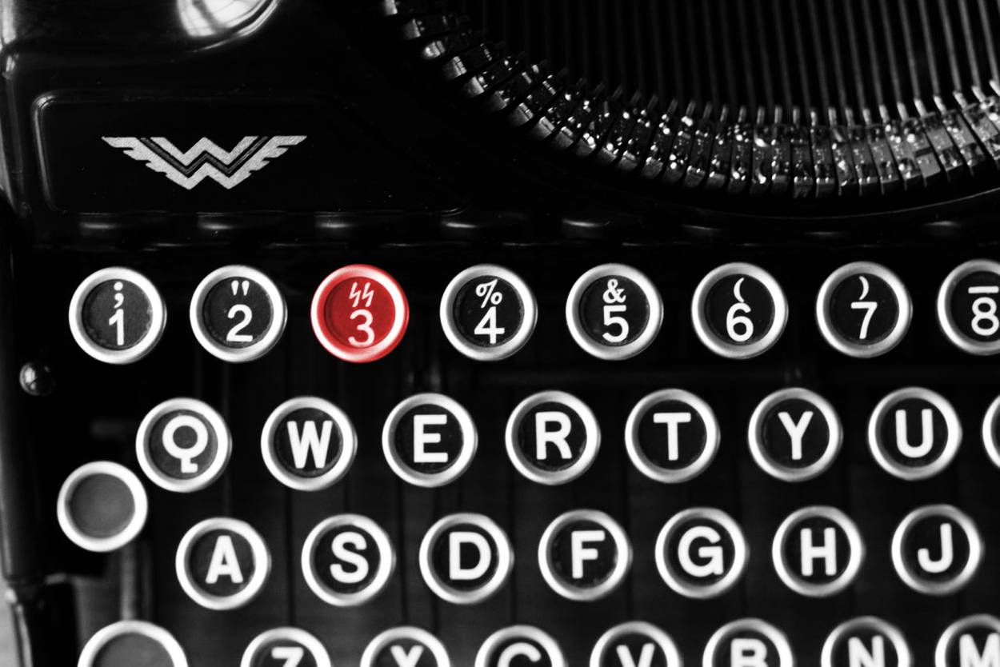 W
; " ᛋᛋ % & ( ) _
1 2 3 4 5 6 7 8
Q W E R T Y U
A S D F G H J
Z X C V B N M